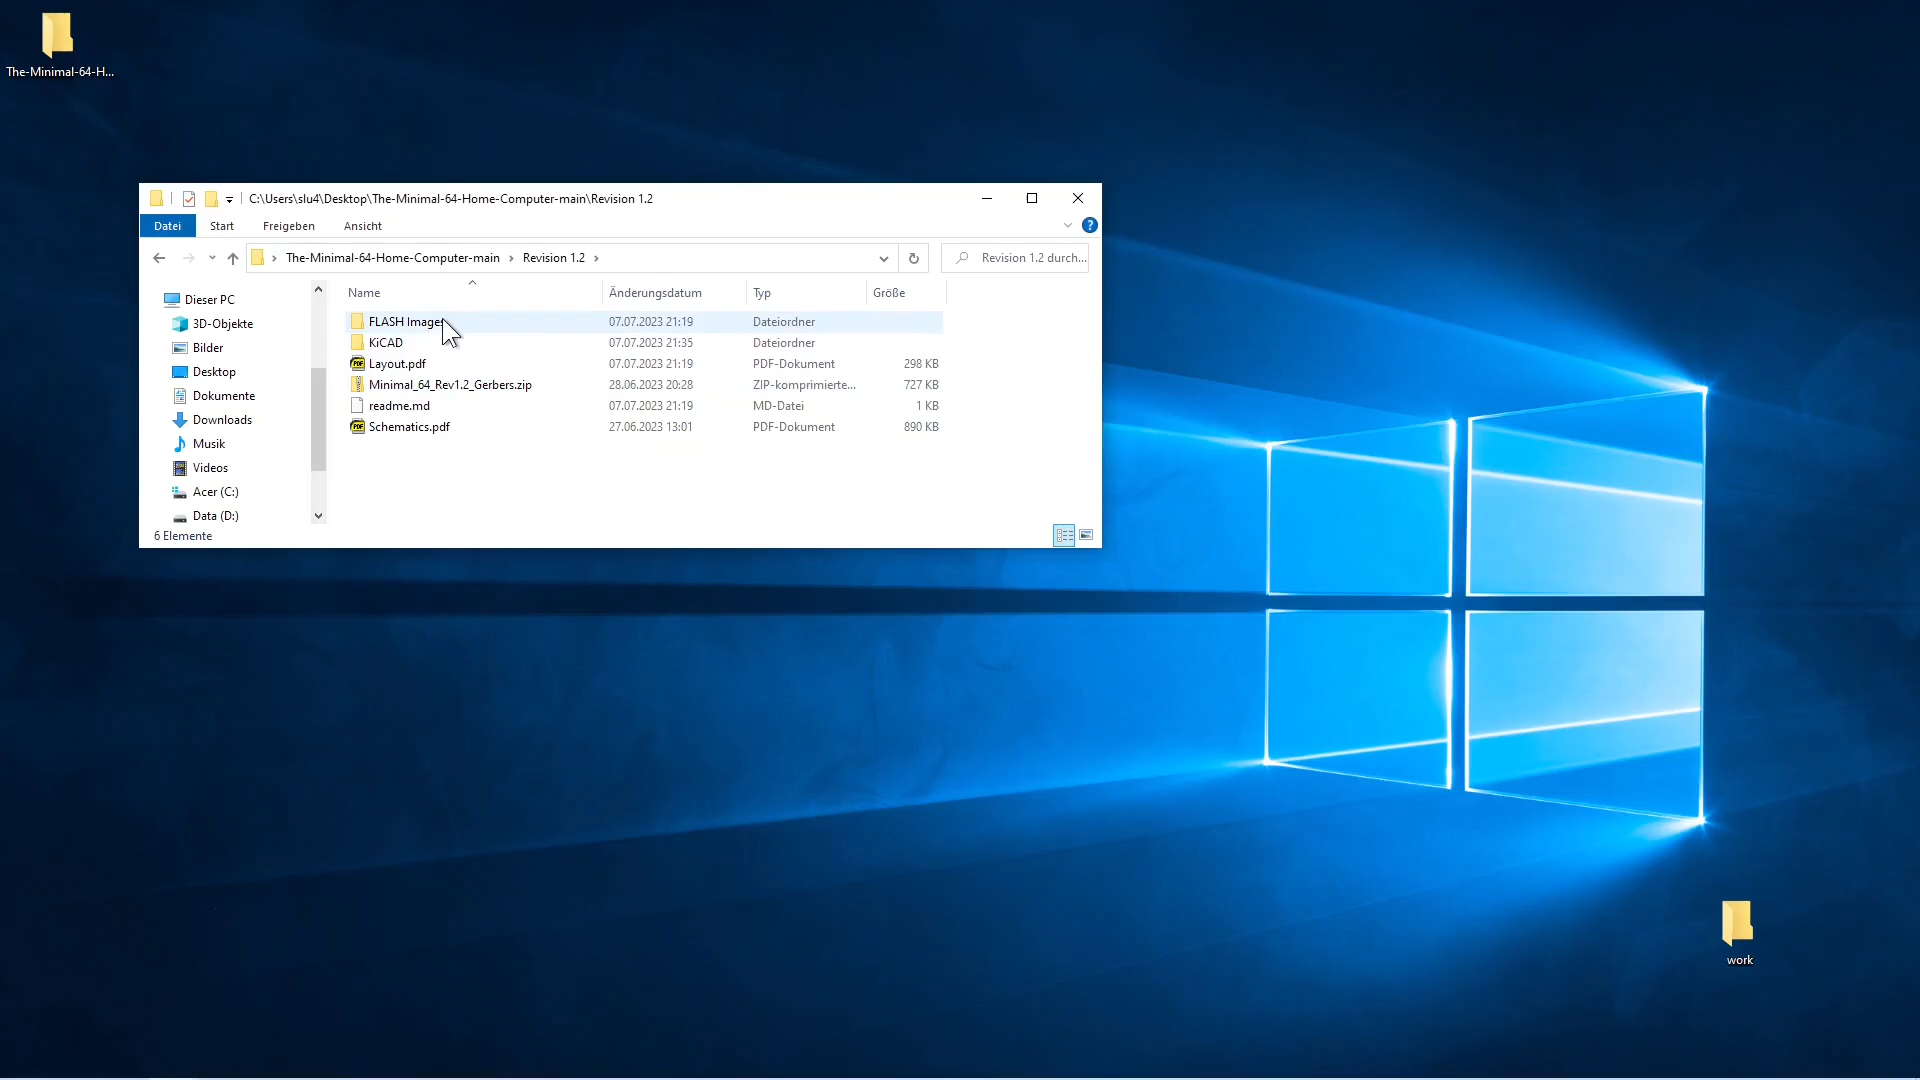 The-Minimal-64-H...
C:\Users\slu4\Desktop\The-Minimal-64-Home-Computer-main\Revision 1.2
Datei Start Freigeben Ansicht
The-Minimal-64-Home-Computer-main Revision 1.2 Revision 1.2 durch...
Name Änderungsdatum Typ Größe
Dieser PC
3D-Objekte
Bilder
Desktop
Dokumente
Downloads
Musik
Videos
Acer (C:)
Data (D:)
FLASH Images 07.07.2023 21:19 Dateiordner
KiCAD 07.07.2023 21:35 Dateiordner
Layout.pdf 07.07.2023 21:19 PDF-Dokument 298 KB
Minimal_64_Rev1.2_Gerbers.zip 28.06.2023 20:28 ZIP-komprimierte... 727 KB
readme.md 07.07.2023 21:19 MD-Datei 1 KB
Schematics.pdf 27.06.2023 13:01 PDF-Dokument 890 KB
6 Elemente
work